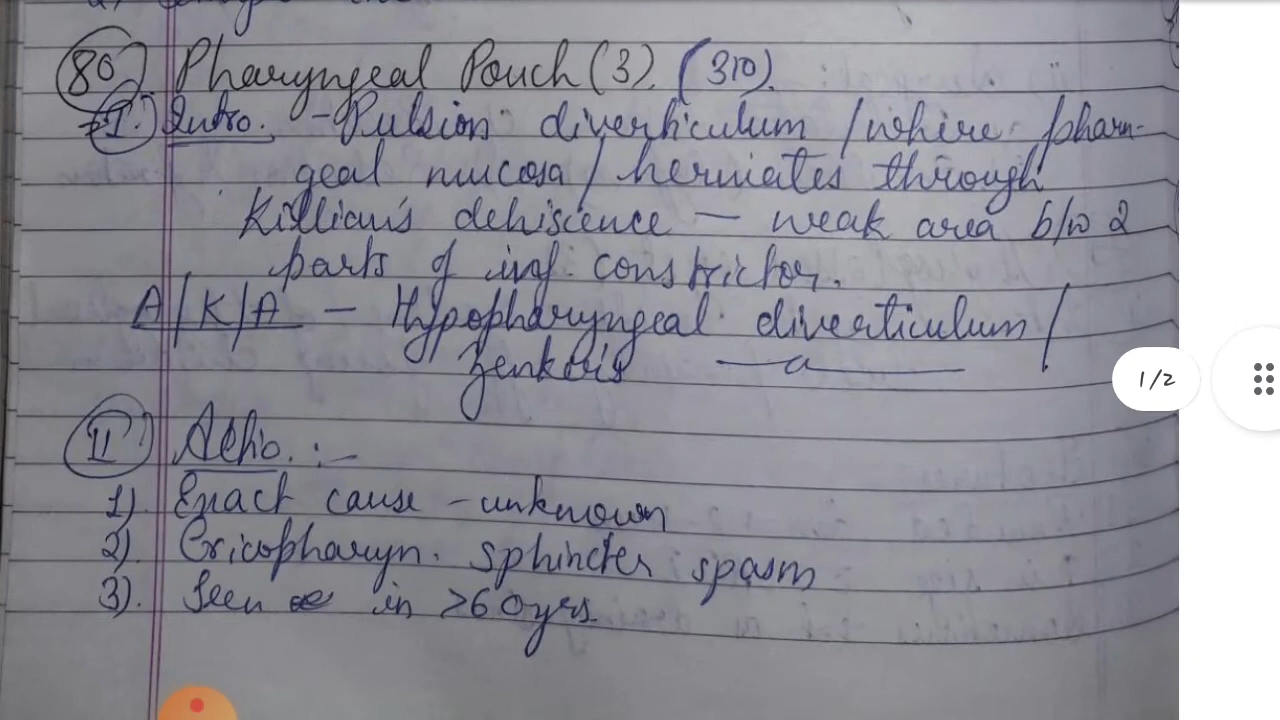 80). Pharyngeal Pouch (3). (310).
I.) Intro. - Pulsion diverticulum / where pharyn-
geal mucosa / herniates through
Killian's dehiscence — weak area b/w 2
parts of inf. constrictor.
A/K/A — Hypopharyngeal diverticulum /
Zenker's —"—
II) Aetio. :-
1). Exact cause - unknown
2). Cricopharyn. sphincter spasm
3). Seen in >60yrs.
1/2